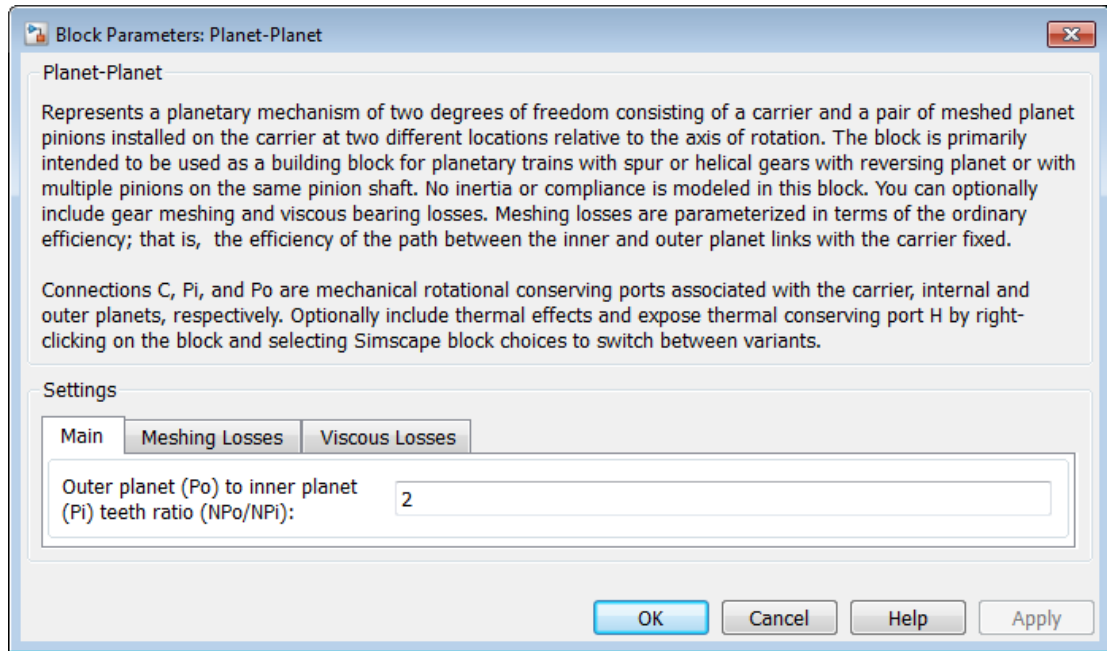 Block Parameters: Planet-Planet
Planet-Planet
Represents a planetary mechanism of two degrees of freedom consisting of a carrier and a pair of meshed planet
pinions installed on the carrier at two different locations relative to the axis of rotation. The block is primarily
intended to be used as a building block for planetary trains with spur or helical gears with reversing planet or with
multiple pinions on the same pinion shaft. No inertia or compliance is modeled in this block. You can optionally
include gear meshing and viscous bearing losses. Meshing losses are parameterized in terms of the ordinary
efficiency; that is,  the efficiency of the path between the inner and outer planet links with the carrier fixed.
Connections C, Pi, and Po are mechanical rotational conserving ports associated with the carrier, internal and
outer planets, respectively. Optionally include thermal effects and expose thermal conserving port H by right-
clicking on the block and selecting Simscape block choices to switch between variants.
Settings
Main Meshing Losses Viscous Losses
Outer planet (Po) to inner planet
(Pi) teeth ratio (NPo/NPi):
2
OK Cancel Help Apply